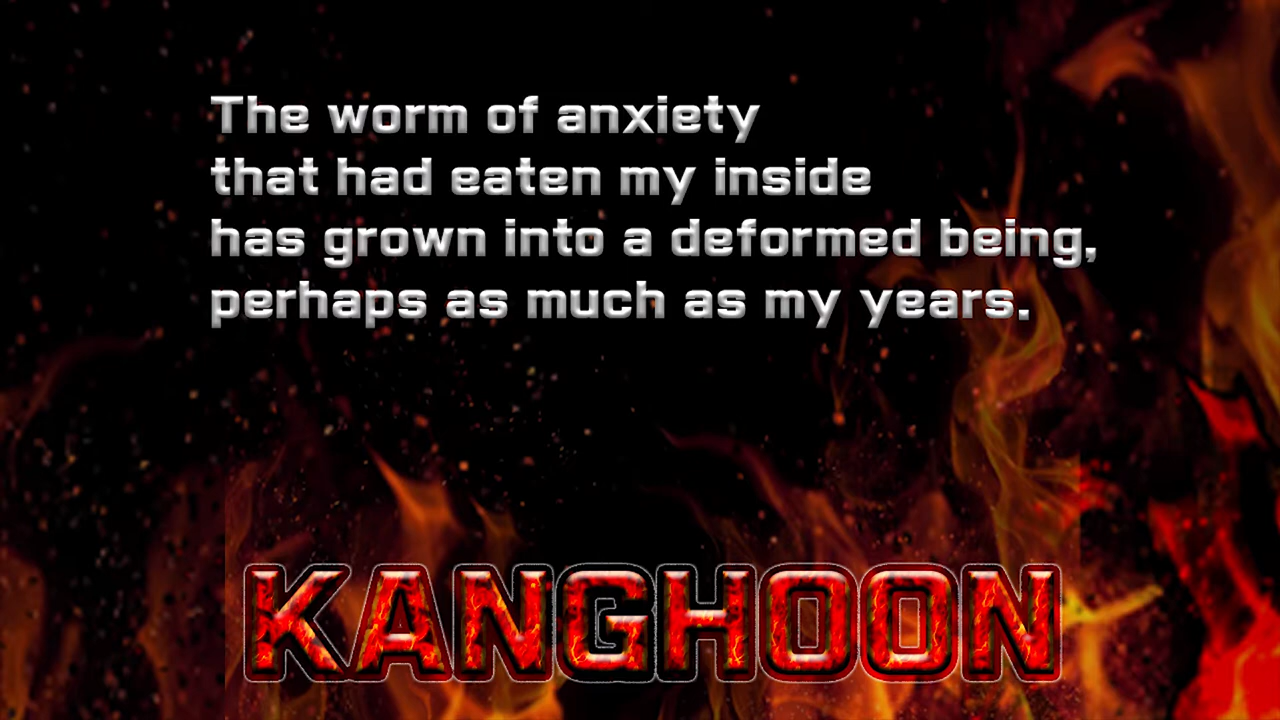 The worm of anxiety
that had eaten my inside
has grown into a deformed being,
perhaps as much as my years.
KANGHOON